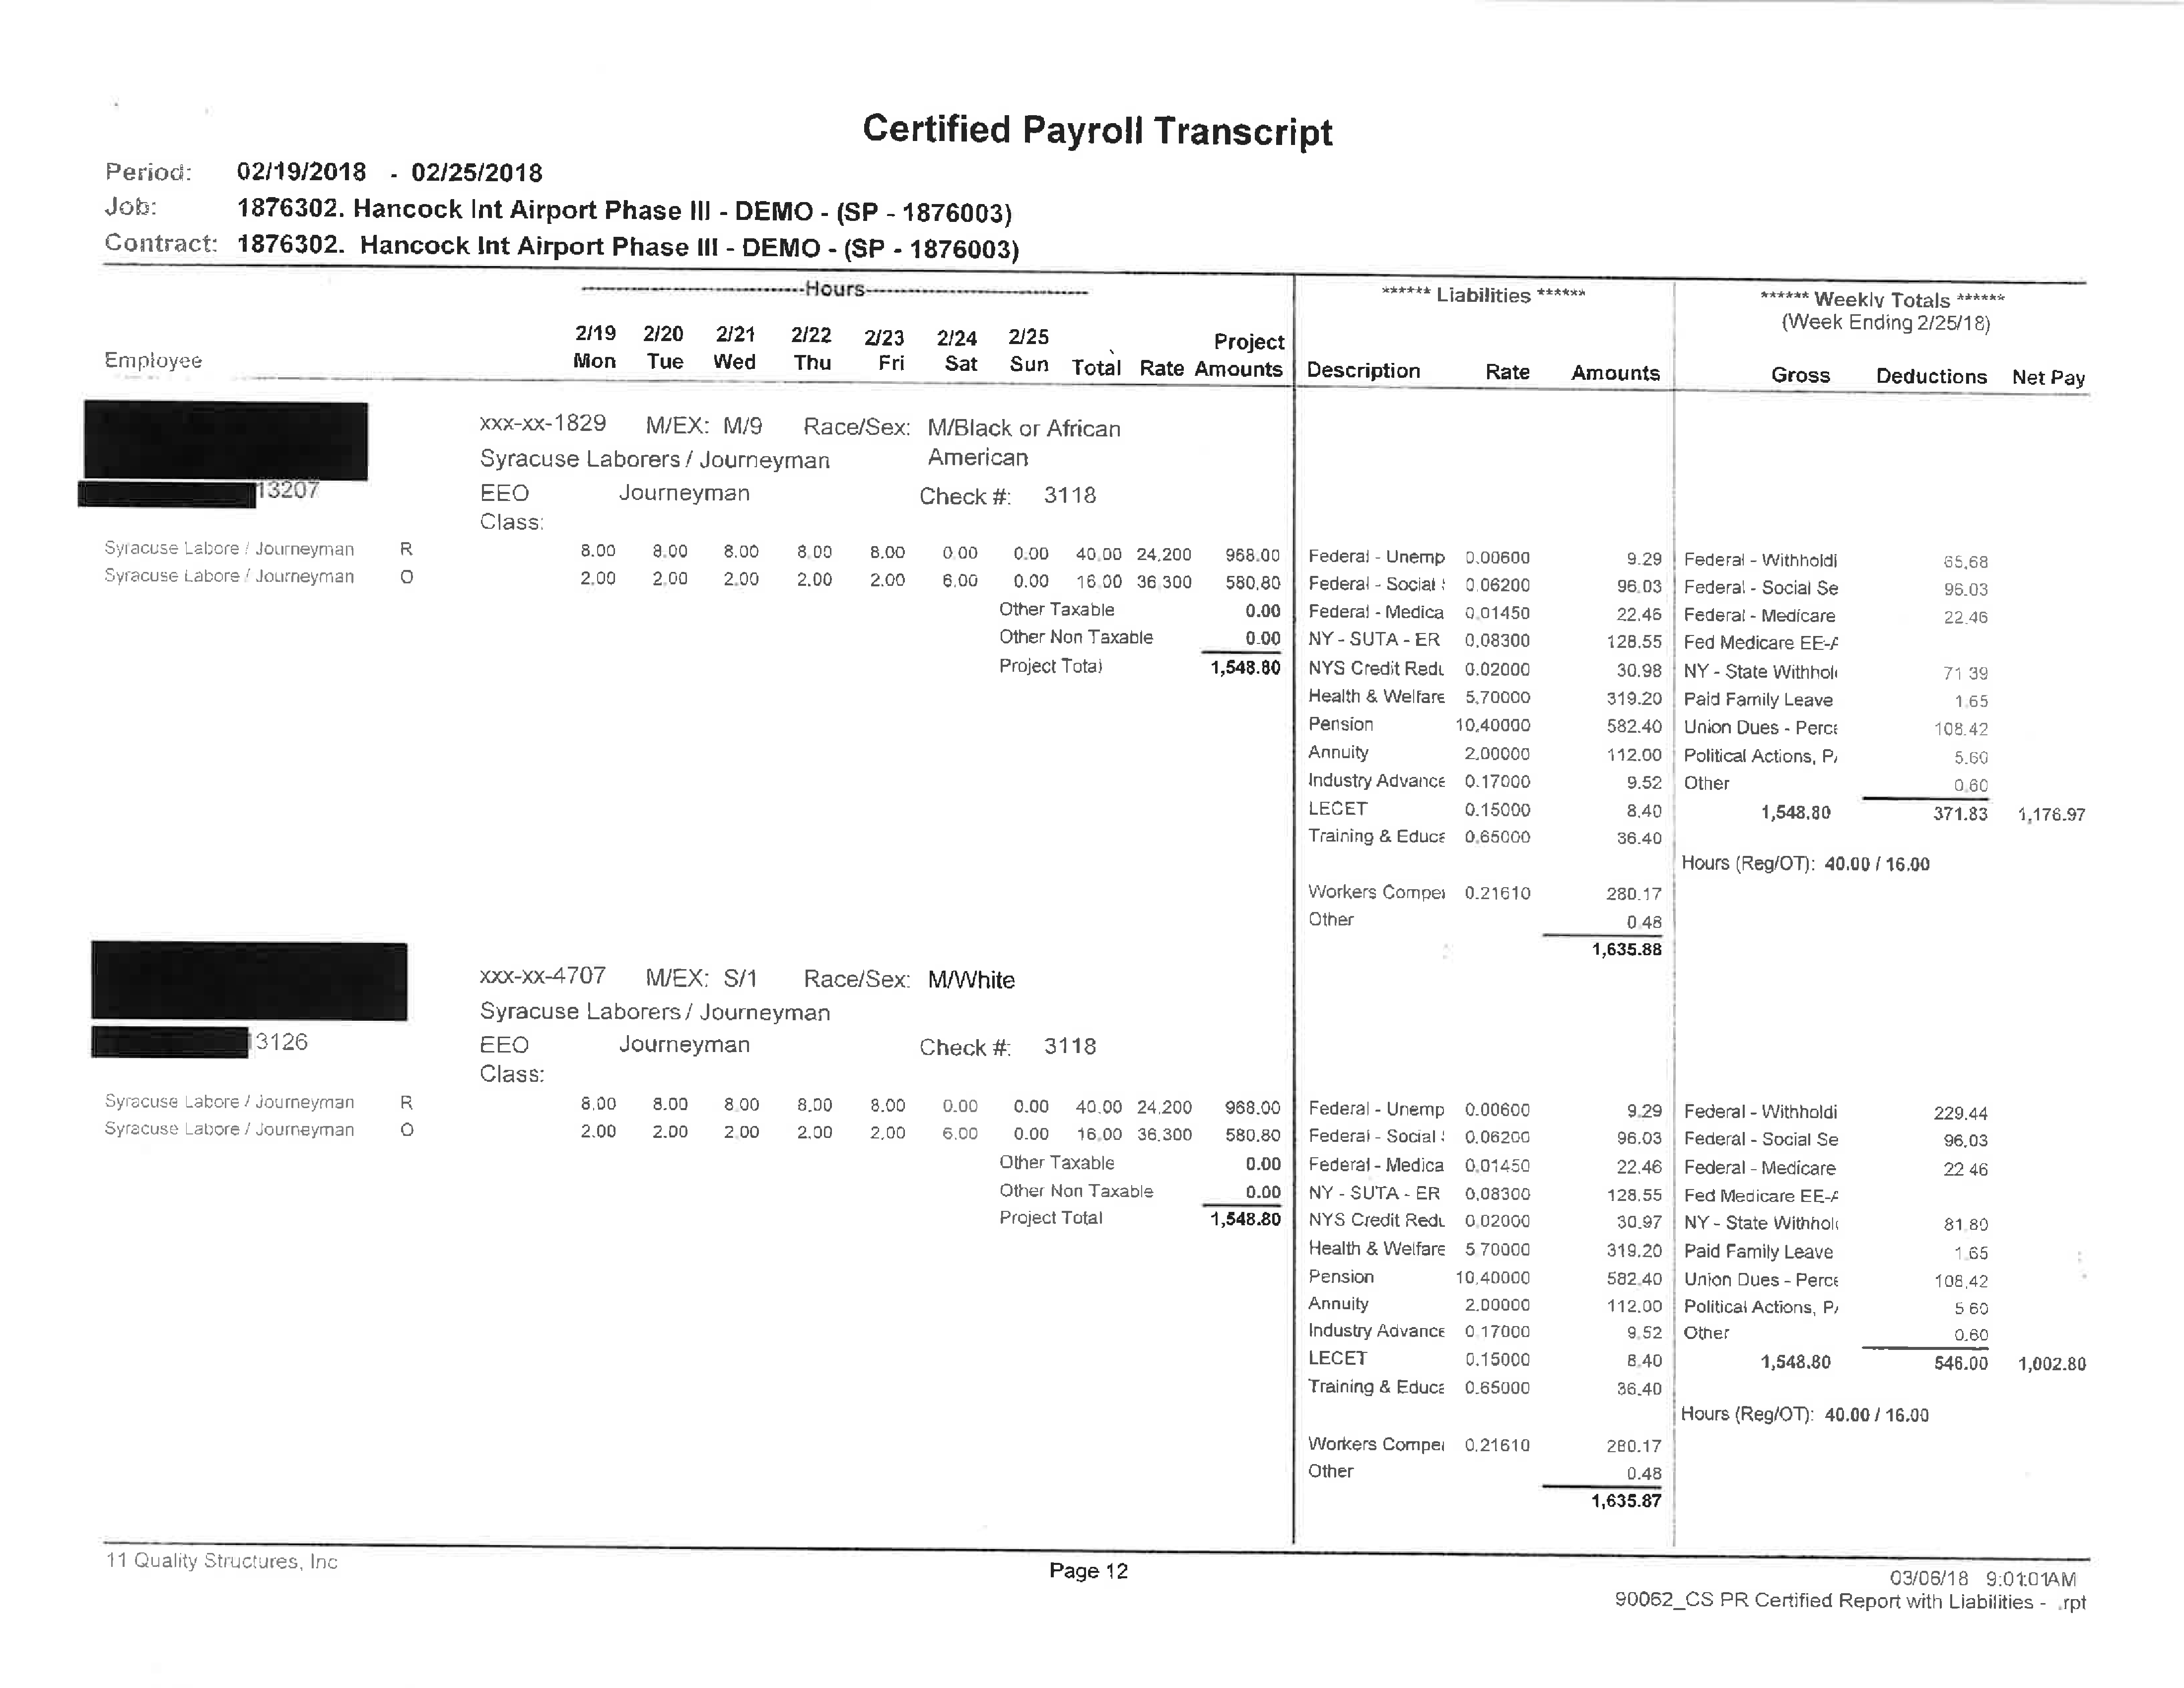 Certified Payroll Transcript
Period: 02/19/2018 - 02/25/2018
Job: 1876302. Hancock Int Airport Phase III - DEMO - (SP - 1876003)
Contract: 1876302. Hancock Int Airport Phase III - DEMO - (SP - 1876003)
Hours ****** Liabilities ****** ****** Weekly Totals ******
(Week Ending 2/25/18)
2/19 2/20 2/21 2/22 2/23 2/24 2/25 Project
Employee Mon Tue Wed Thu Fri Sat Sun Total Rate Amounts Description Rate Amounts Gross Deductions Net Pay
xxx-xx-1829 M/EX: M/9 Race/Sex: M/Black or African
Syracuse Laborers / Journeyman American
13207 EEO Journeyman Check #: 3118
Class:
Syracuse Labore / Journeyman R 8.00 8.00 8.00 8.00 8.00 0.00 0.00 40.00 24.200 968.00 Federal - Unemp 0.00600 9.29 Federal - Withholdi 65.68
Syracuse Labore / Journeyman O 2.00 2.00 2.00 2.00 2.00 6.00 0.00 16.00 36.300 580.80 Federal - Social 0.06200 96.03 Federal - Social Se 96.03
Other Taxable 0.00 Federal - Medica 0.01450 22.46 Federal - Medicare 22.46
Other Non Taxable 0.00 NY - SUTA - ER 0.08300 128.55 Fed Medicare EE-A
Project Total 1,548.80 NYS Credit Redu 0.02000 30.98 NY - State Withhol 71.39
Health & Welfare 5.70000 319.20 Paid Family Leave 1.65
Pension 10.40000 582.40 Union Dues - Perce 108.42
Annuity 2.00000 112.00 Political Actions, P 5.60
Industry Advance 0.17000 9.52 Other 0.60
LECET 0.15000 8.40 1,548.80 371.83 1,176.97
Training & Educa 0.65000 36.40
Hours (Reg/OT): 40.00 / 16.00
Workers Compe 0.21610 280.17
Other 0.48
1,635.88
xxx-xx-4707 M/EX: S/1 Race/Sex: M/White
Syracuse Laborers / Journeyman
3126 EEO Journeyman Check #: 3118
Class:
Syracuse Labore / Journeyman R 8.00 8.00 8.00 8.00 8.00 0.00 0.00 40.00 24.200 968.00 Federal - Unemp 0.00600 9.29 Federal - Withholdi 229.44
Syracuse Labore / Journeyman O 2.00 2.00 2.00 2.00 2.00 6.00 0.00 16.00 36.300 580.80 Federal - Social 0.06200 96.03 Federal - Social Se 96.03
Other Taxable 0.00 Federal - Medica 0.01450 22.46 Federal - Medicare 22.46
Other Non Taxable 0.00 NY - SUTA - ER 0.08300 128.55 Fed Medicare EE-A
Project Total 1,548.80 NYS Credit Redu 0.02000 30.97 NY - State Withhol 81.80
Health & Welfare 5.70000 319.20 Paid Family Leave 1.65
Pension 10.40000 582.40 Union Dues - Perce 108.42
Annuity 2.00000 112.00 Political Actions, P 5.60
Industry Advance 0.17000 9.52 Other 0.60
LECET 0.15000 8.40 1,548.80 546.00 1,002.80
Training & Educa 0.65000 36.40
Hours (Reg/OT): 40.00 / 16.00
Workers Compe 0.21610 280.17
Other 0.48
1,635.87
11 Quality Structures, Inc Page 12 03/06/18 9:01:01AM
90062_CS PR Certified Report with Liabilities - .rpt